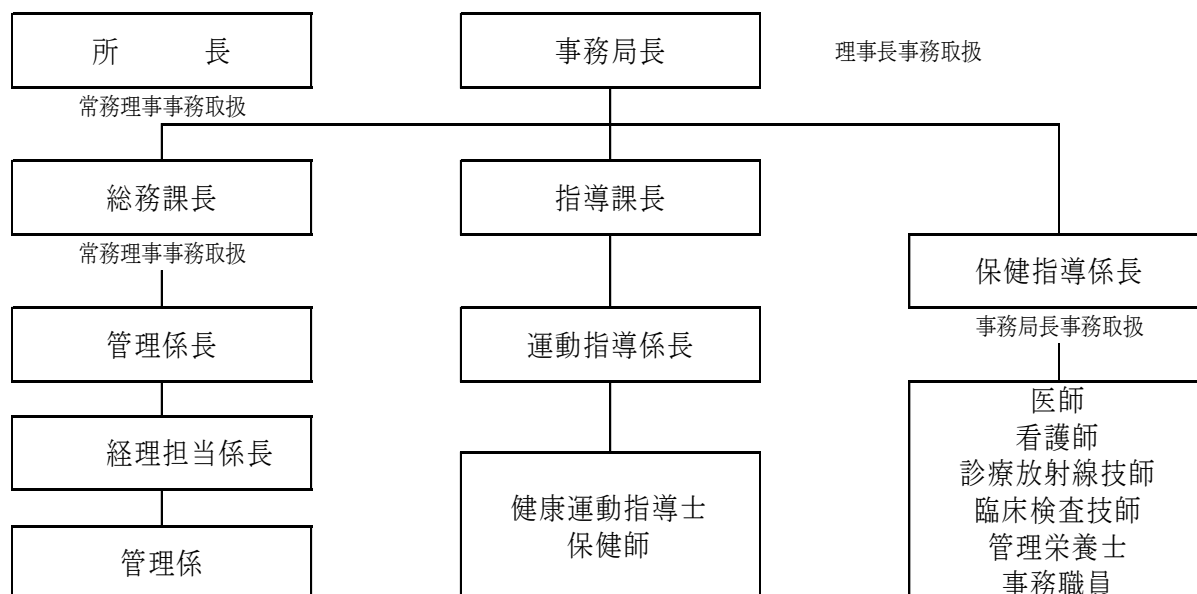 所　　長
事務局長
理事長事務取扱
常務理事事務取扱
総務課長
指導課長
常務理事事務取扱
保健指導係長
事務局長事務取扱
管理係長
運動指導係長
経理担当係長
管理係
健康運動指導士
保健師
医師
看護師
診療放射線技師
臨床検査技師
管理栄養士
事務職員